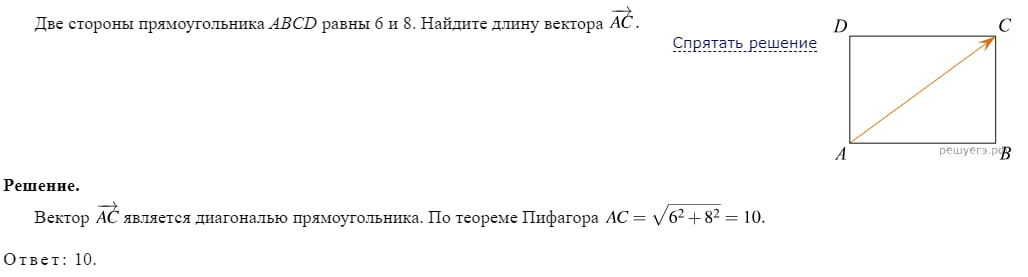 Две стороны прямоугольника ABCD равны 6 и 8. Найдите длину вектора $\overrightarrow{AC}$.
Спрятать решение
D C
A B
решуегэ.рф
Решение.
Вектор $\overrightarrow{AC}$ является диагональю прямоугольника. По теореме Пифагора $AC = \sqrt{6^2 + 8^2} = 10.$
Ответ: 10.